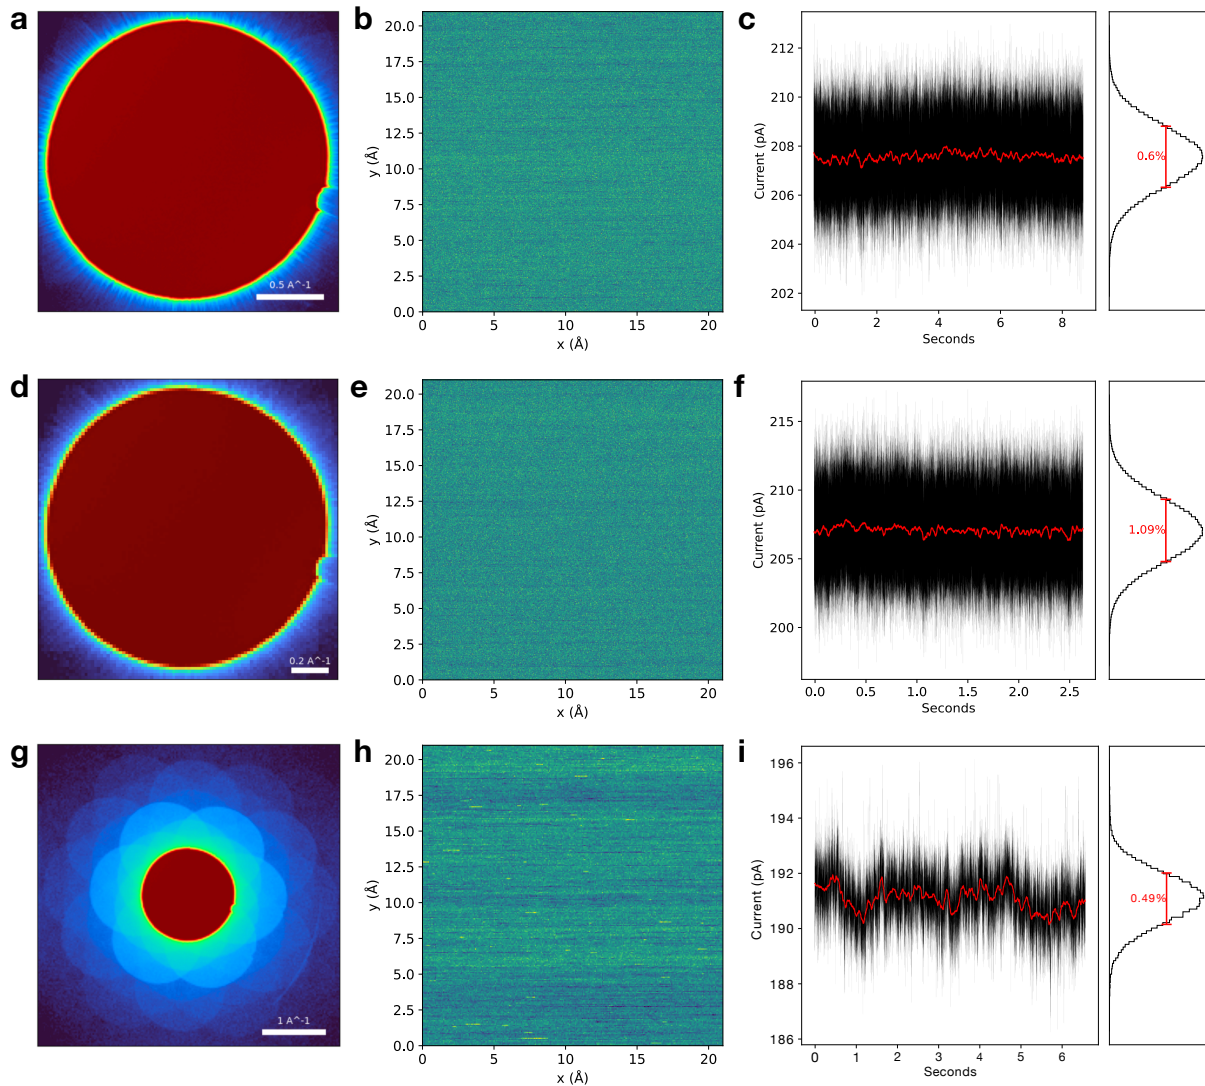 a
0.5 A^-1
b
21
y (Å)
20.0
17.5
15.0
12.5
10.0
7.5
5.0
2.5
0.0
0 5 10 15 20
x (Å)
c
Current (pA)
212
210
208
206
204
202
0 2 4 6 8
Seconds
0.6%
d
0.2 A^-1
e
y (Å)
20.0
17.5
15.0
12.5
10.0
7.5
5.0
2.5
0.0
0 5 10 15 20
x (Å)
f
Current (pA)
215
210
205
200
0.0 0.5 1.0 1.5 2.0 2.5
Seconds
1.09%
g
1 A^-1
h
y (Å)
20.0
17.5
15.0
12.5
10.0
7.5
5.0
2.5
0.0
0 5 10 15 20
x (Å)
i
Current (pA)
196
194
192
190
188
186
0 1 2 3 4 5 6
Seconds
0.49%